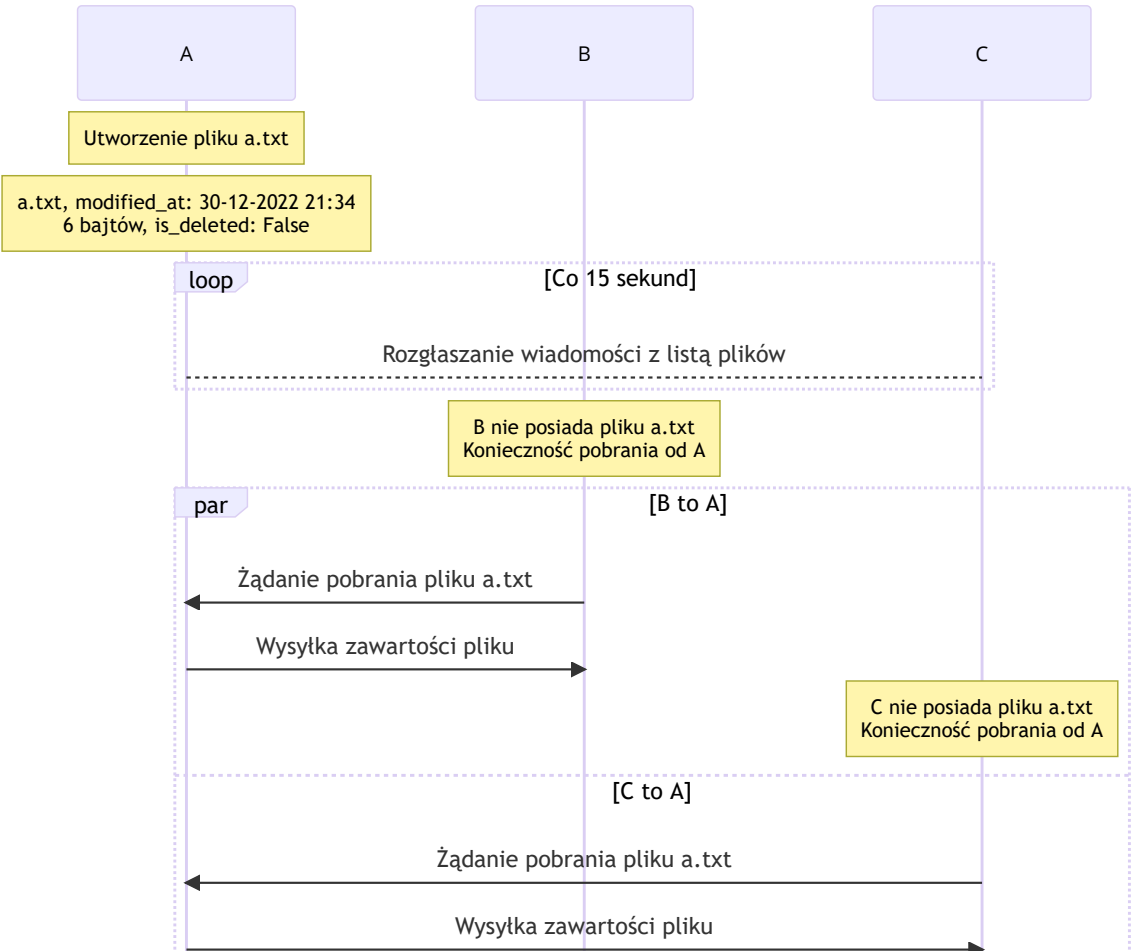 A
B
C
Utworzenie pliku a.txt
a.txt, modified_at: 30-12-2022 21:34
6 bajtów, is_deleted: False
loop
[Co 15 sekund]
Rozgłaszanie wiadomości z listą plików
B nie posiada pliku a.txt
Konieczność pobrania od A
par
[B to A]
Żądanie pobrania pliku a.txt
Wysyłka zawartości pliku
C nie posiada pliku a.txt
Konieczność pobrania od A
[C to A]
Żądanie pobrania pliku a.txt
Wysyłka zawartości pliku